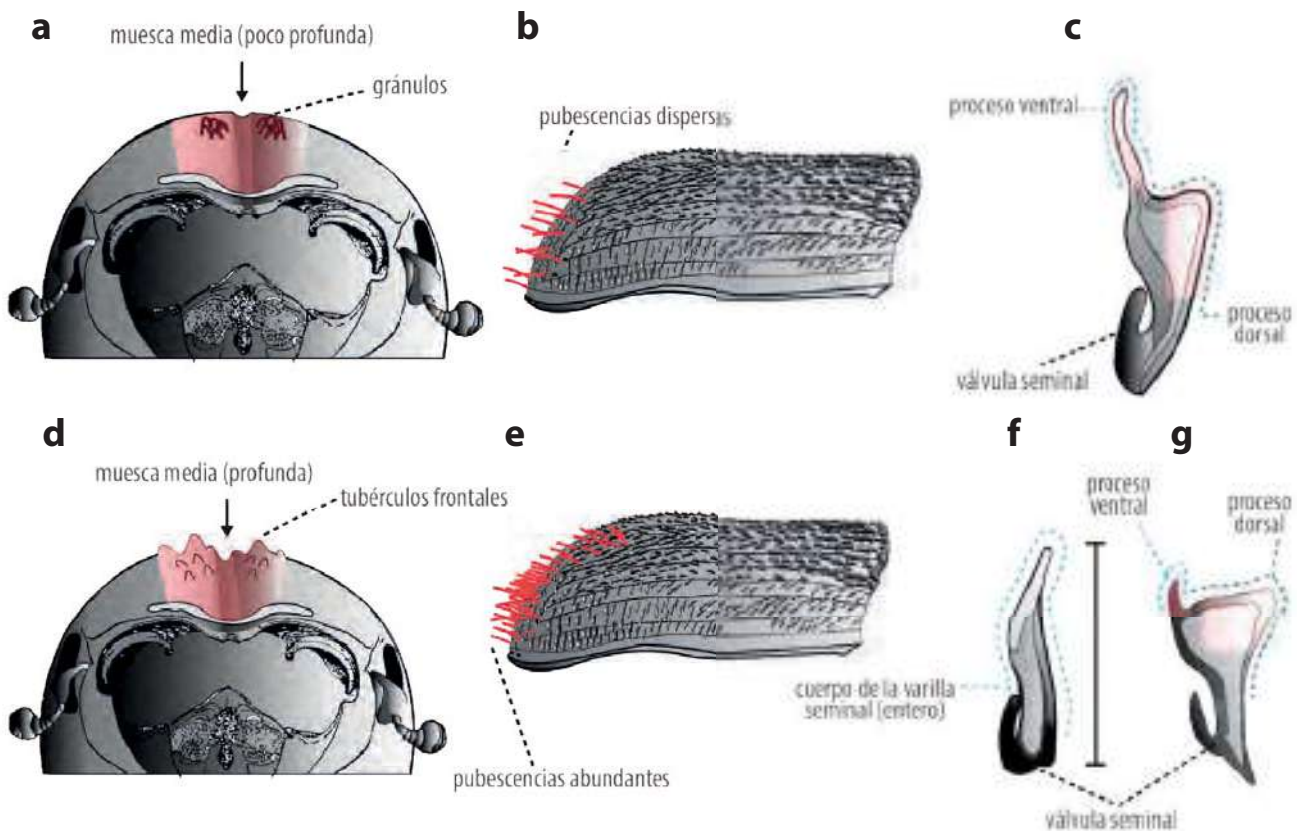 a
muesca media (poco profunda)
gránulos
b
pubescencias dispersas
c
proceso ventral
proceso
dorsal
válvula seminal
d
muesca media (profunda)
tubérculos frontales
e
pubescencias abundantes
f
g
proceso
ventral
proceso
dorsal
cuerpo de la varilla
seminal (entero)
válvula seminal